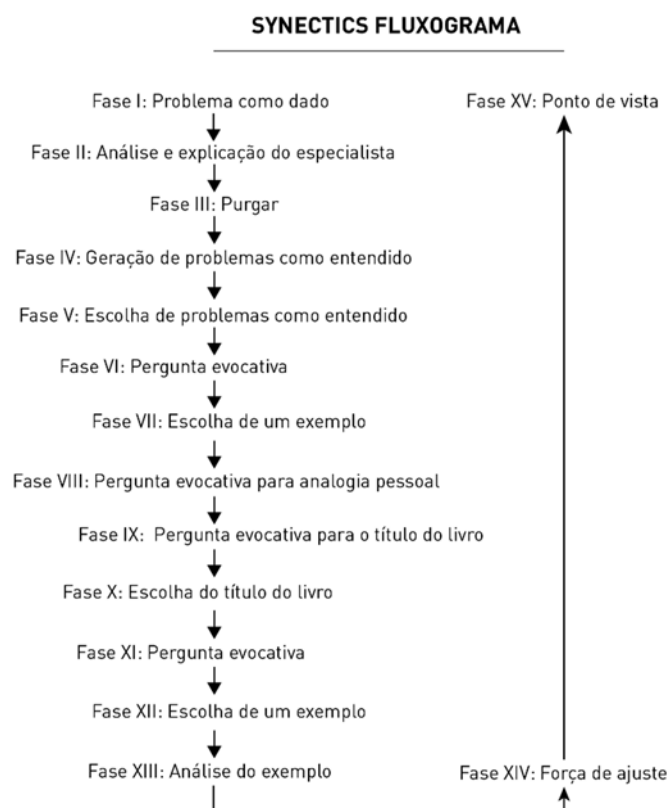 SYNECTICS FLUXOGRAMA
Fase I: Problema como dado
Fase II: Análise e explicação do especialista
Fase III: Purgar
Fase IV: Geração de problemas como entendido
Fase V: Escolha de problemas como entendido
Fase VI: Pergunta evocativa
Fase VII: Escolha de um exemplo
Fase VIII: Pergunta evocativa para analogia pessoal
Fase IX: Pergunta evocativa para o título do livro
Fase X: Escolha do título do livro
Fase XI: Pergunta evocativa
Fase XII: Escolha de um exemplo
Fase XIII: Análise do exemplo
Fase XIV: Força de ajuste
Fase XV: Ponto de vista